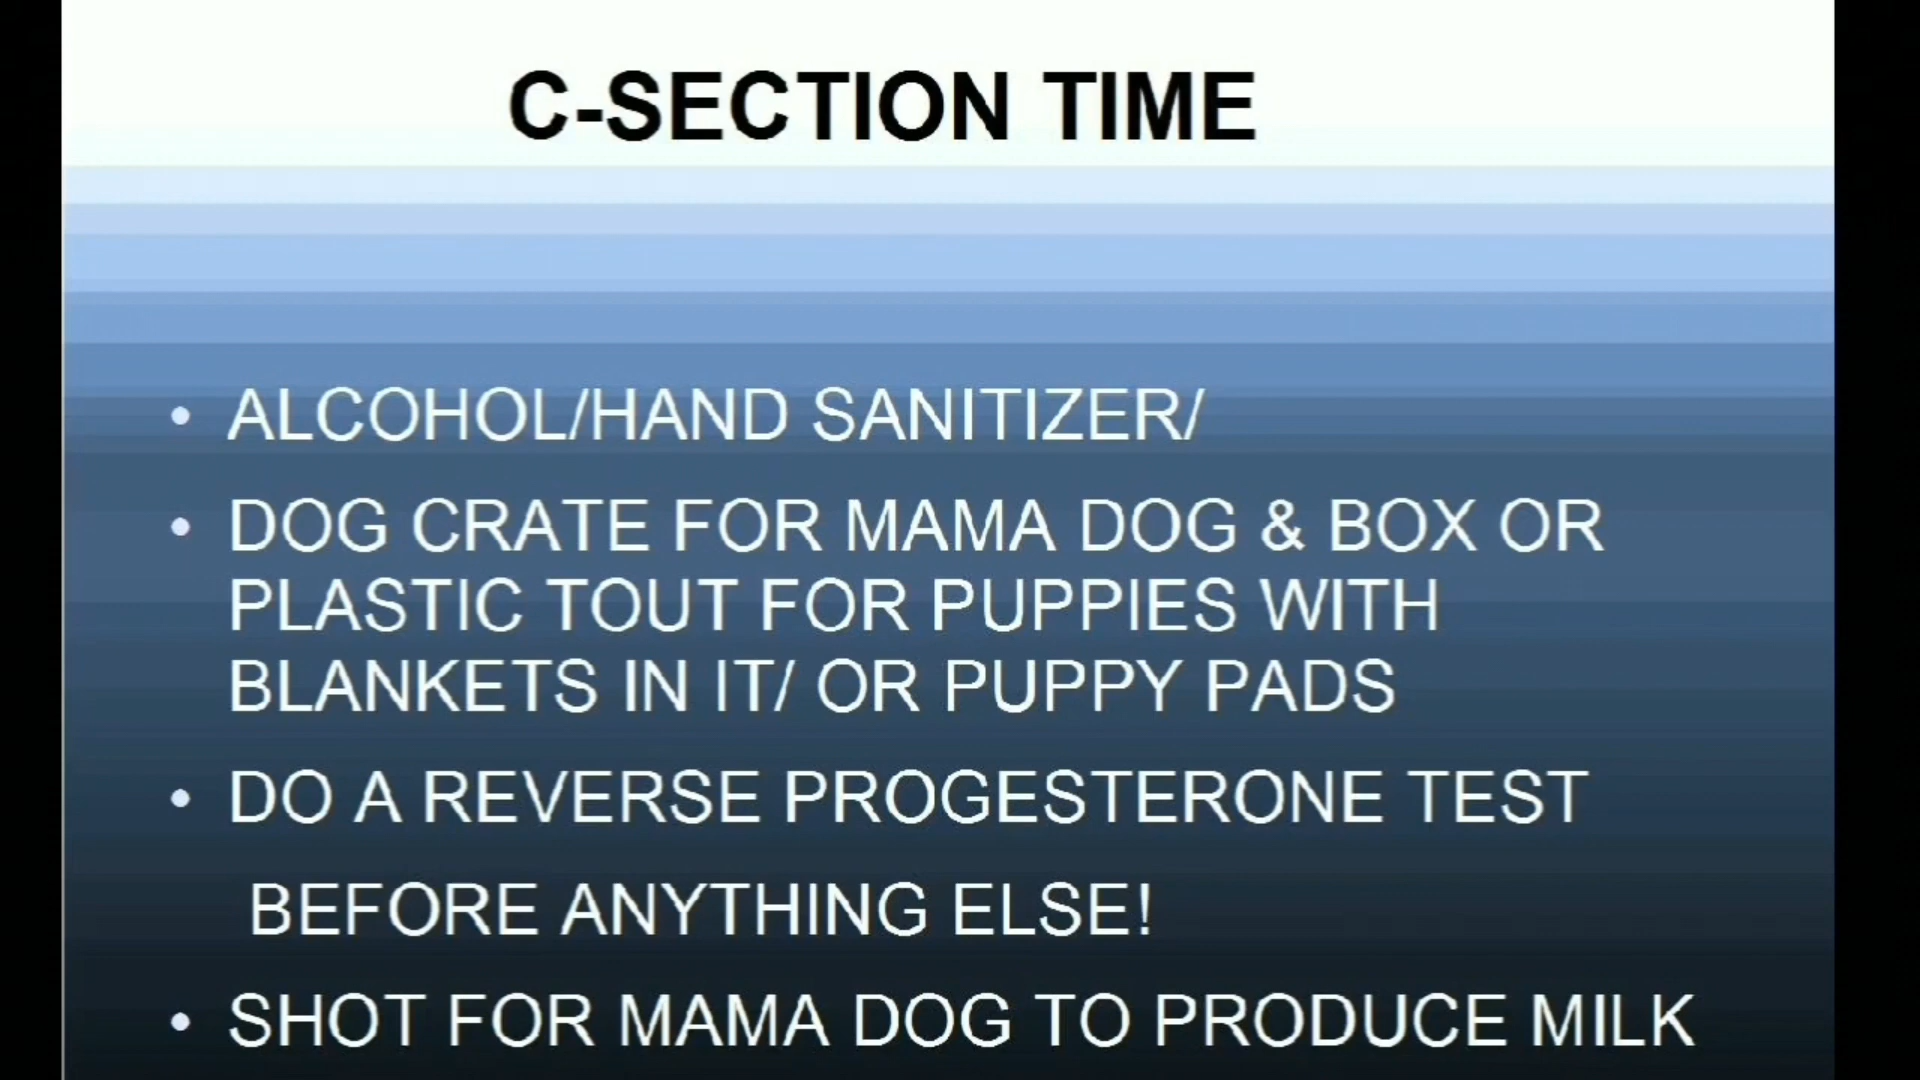 C-SECTION TIME
• ALCOHOL/HAND SANITIZER/
• DOG CRATE FOR MAMA DOG & BOX OR
PLASTIC TOUT FOR PUPPIES WITH
BLANKETS IN IT/ OR PUPPY PADS
• DO A REVERSE PROGESTERONE TEST
BEFORE ANYTHING ELSE!
• SHOT FOR MAMA DOG TO PRODUCE MILK